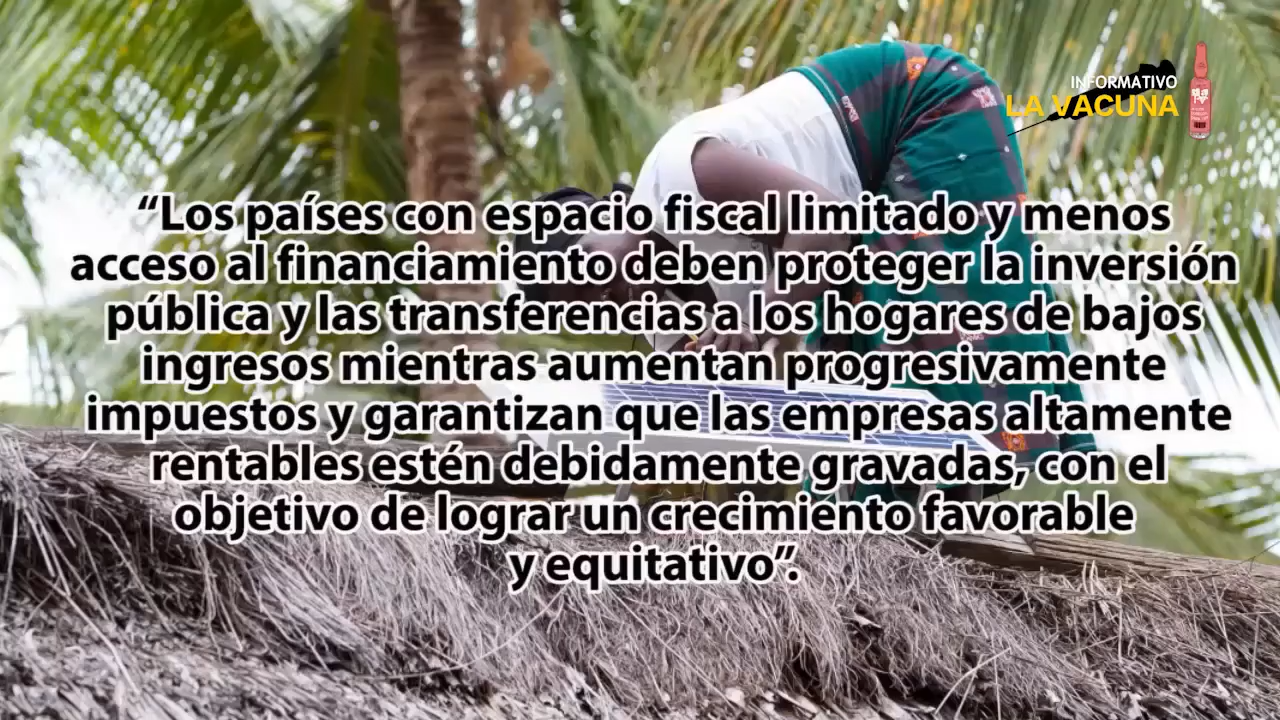 INFORMATIVO
LA VACUNA
“Los países con espacio fiscal limitado y menos
acceso al financiamiento deben proteger la inversión
pública y las transferencias a los hogares de bajos
ingresos mientras aumentan progresivamente
impuestos y garantizan que las empresas altamente
rentables estén debidamente gravadas, con el
objetivo de lograr un crecimiento favorable
y equitativo”.